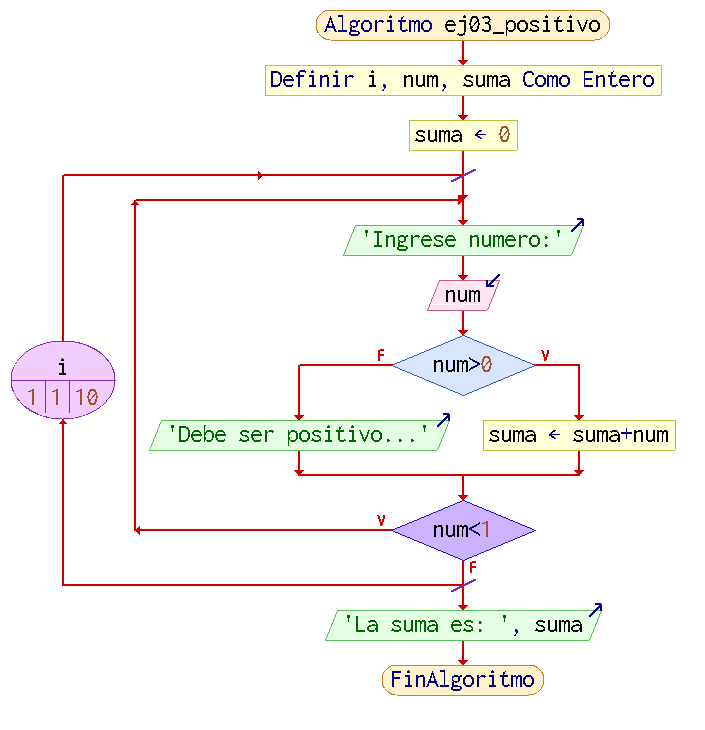 Algoritmo ej03_positivo
Definir i, num, suma Como Entero
suma ← 0
'Ingrese numero:'
num
num>0
F
V
'Debe ser positivo...'
suma ← suma+num
i
1 1 10
num<1
V
F
'La suma es: ', suma
FinAlgoritmo